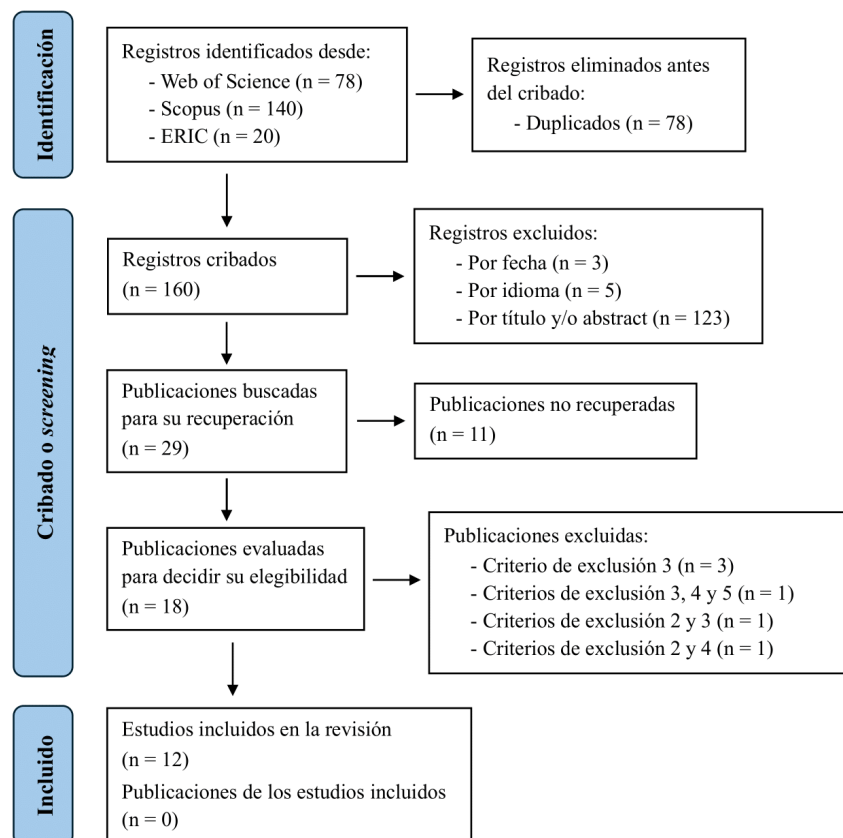 Identificación
Registros identificados desde:
- Web of Science (n = 78)
- Scopus (n = 140)
- ERIC (n = 20)
Registros eliminados antes
del cribado:
- Duplicados (n = 78)
Cribado o screening
Registros cribados
(n = 160)
Registros excluidos:
- Por fecha (n = 3)
- Por idioma (n = 5)
- Por título y/o abstract (n = 123)
Publicaciones buscadas
para su recuperación
(n = 29)
Publicaciones no recuperadas
(n = 11)
Publicaciones evaluadas
para decidir su elegibilidad
(n = 18)
Publicaciones excluidas:
- Criterio de exclusión 3 (n = 3)
- Criterios de exclusión 3, 4 y 5 (n = 1)
- Criterios de exclusión 2 y 3 (n = 1)
- Criterios de exclusión 2 y 4 (n = 1)
Incluido
Estudios incluidos en la revisión
(n = 12)
Publicaciones de los estudios incluidos
(n = 0)